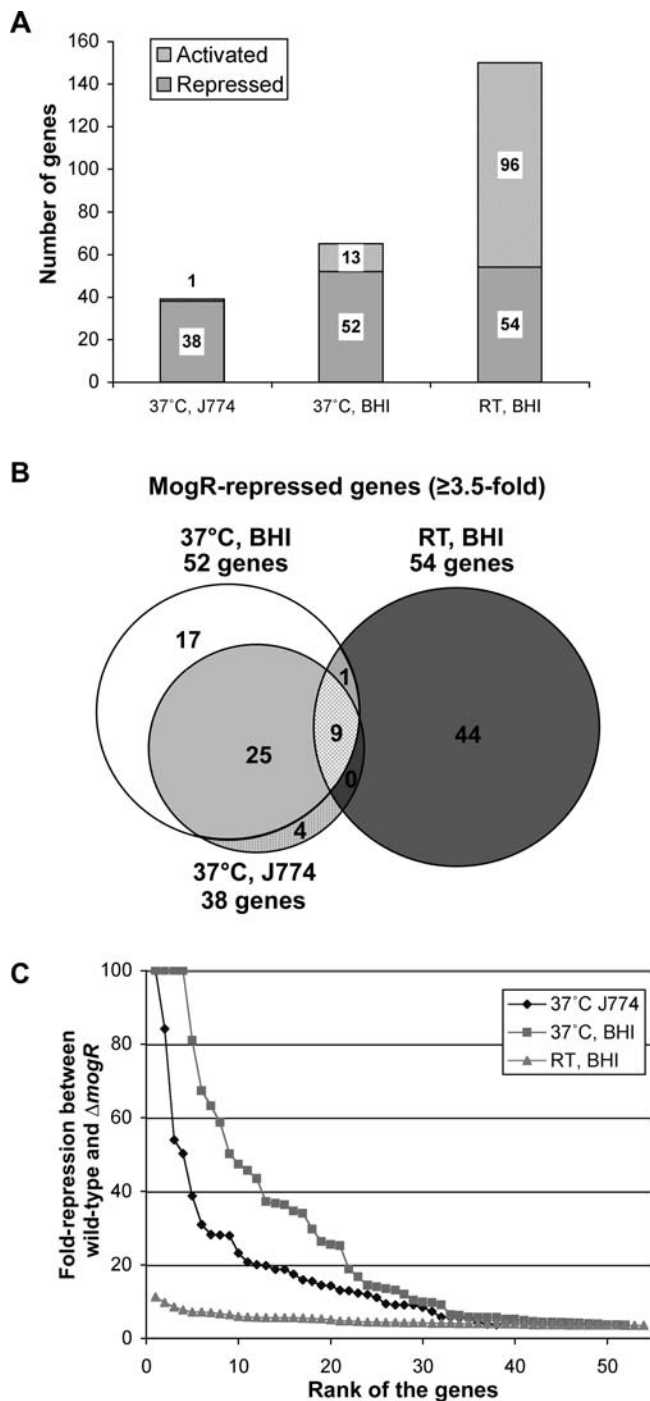 A
Activated
Repressed
160
140
120
100
80
60
40
20
0
Number of genes
1
38
13
52
96
54
37°C, J774
37°C, BHI
RT, BHI
B
MogR-repressed genes (≥3.5-fold)
37°C, BHI
52 genes
RT, BHI
54 genes
17
1
9
25
44
0
4
37°C, J774
38 genes
C
100
80
60
40
20
0
Fold-repression between
wild-type and ΔmogR
37°C J774
37°C, BHI
RT, BHI
0 10 20 30 40 50
Rank of the genes